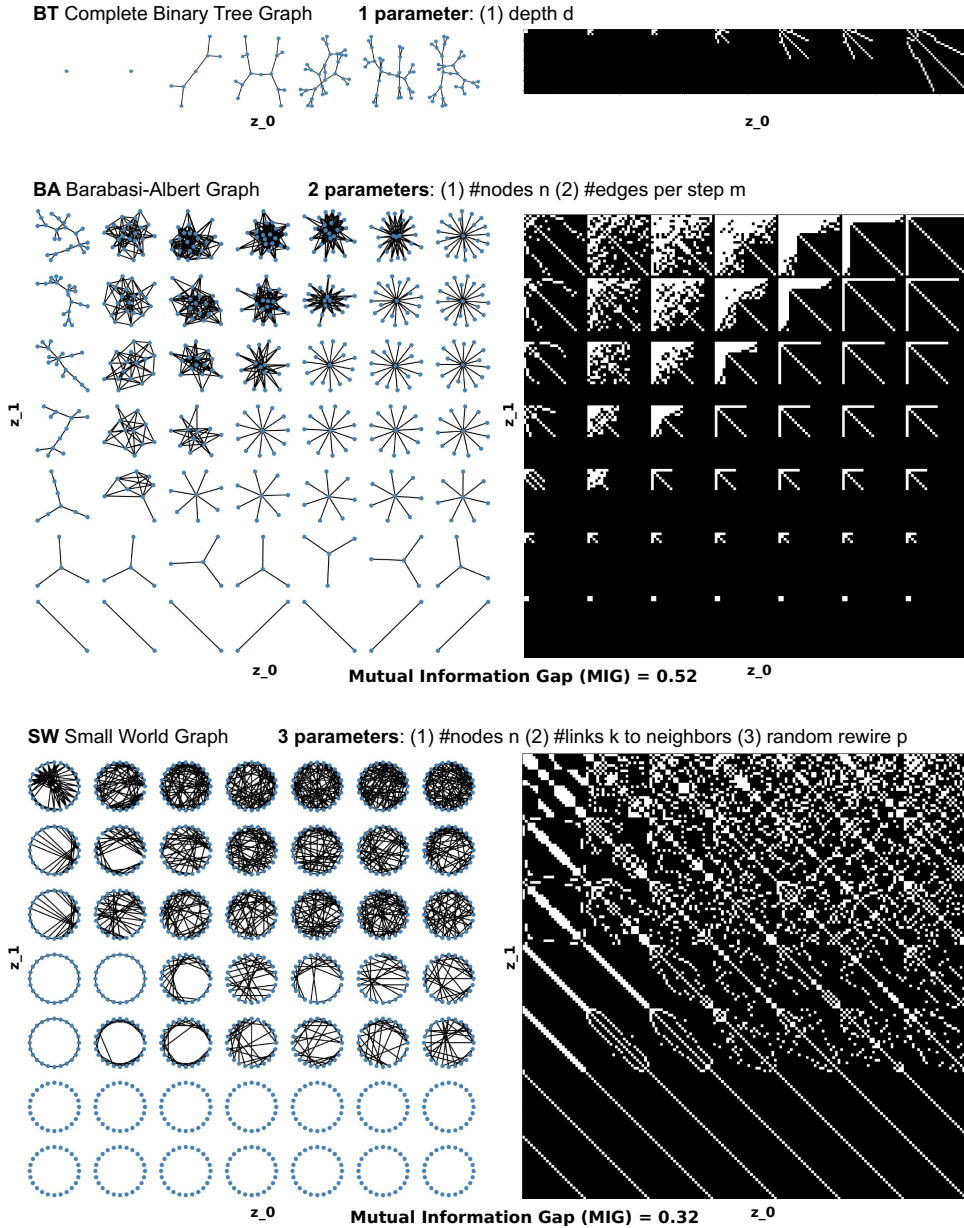 BT Complete Binary Tree Graph 1 parameter: (1) depth d
z_0 z_0
BA Barabasi-Albert Graph 2 parameters: (1) #nodes n (2) #edges per step m
z_1 z_1
z_0 z_0
Mutual Information Gap (MIG) = 0.52
SW Small World Graph 3 parameters: (1) #nodes n (2) #links k to neighbors (3) random rewire p
z_1 z_1
z_0 z_0
Mutual Information Gap (MIG) = 0.32